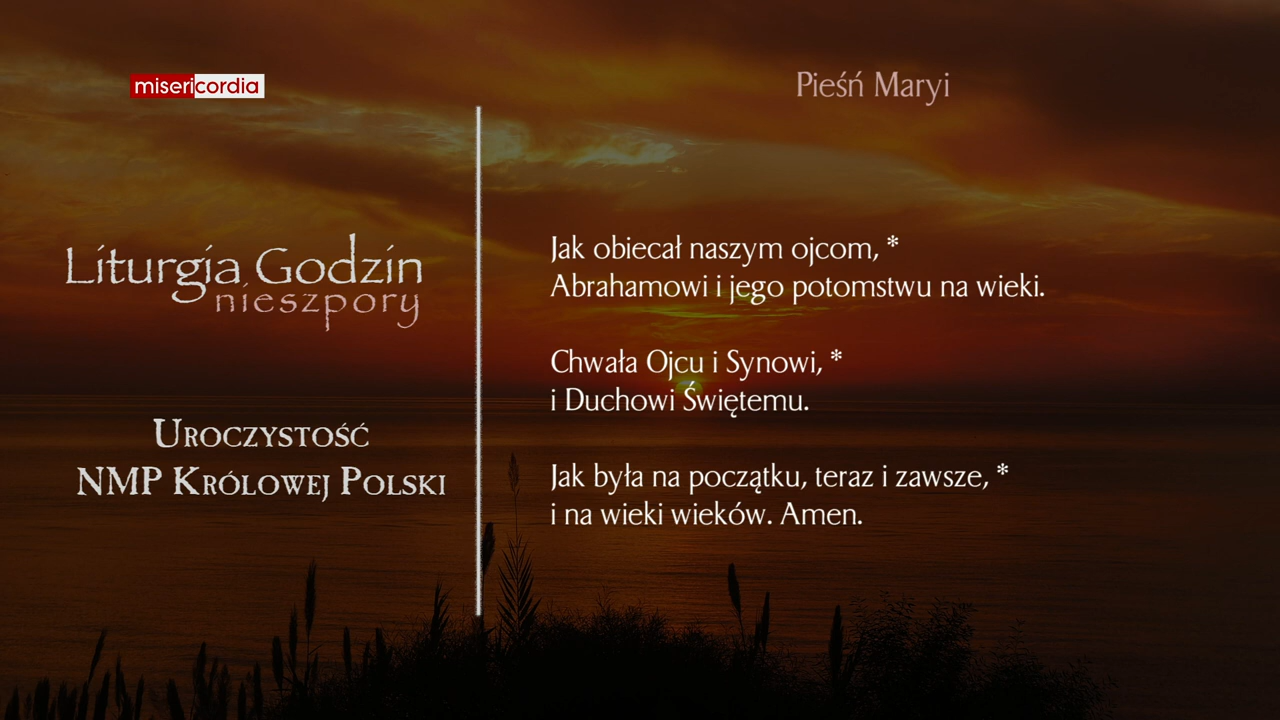 misericordia
Pieśń Maryi
Liturgia Godzin
nieszpory
Uroczystość
NMP Królowej Polski
Jak obiecał naszym ojcom, *
Abrahamowi i jego potomstwu na wieki.
Chwała Ojcu i Synowi, *
i Duchowi Świętemu.
Jak była na początku, teraz i zawsze, *
i na wieki wieków. Amen.